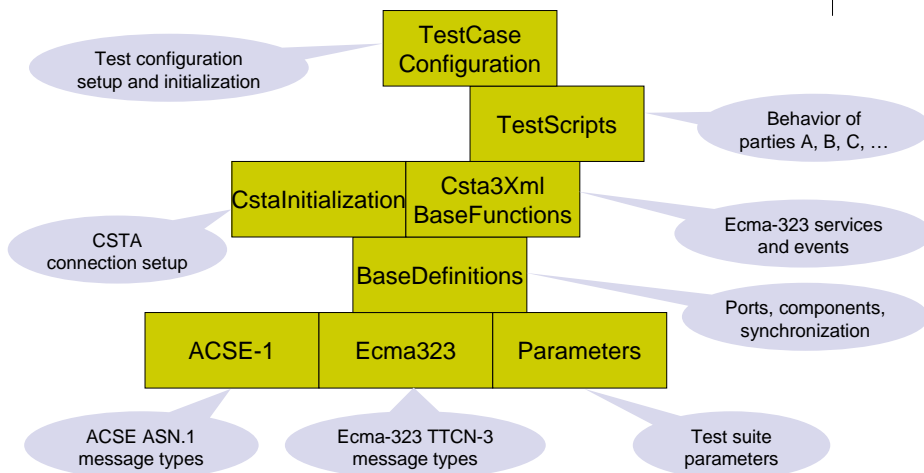 TestCase
Configuration
Test configuration
setup and initialization
TestScripts
Behavior of
parties A, B, C, …
CstaInitialization
Csta3Xml
BaseFunctions
CSTA
connection setup
Ecma-323 services
and events
BaseDefinitions
Ports, components,
synchronization
ACSE-1
Ecma323
Parameters
ACSE ASN.1
message types
Ecma-323 TTCN-3
message types
Test suite
parameters